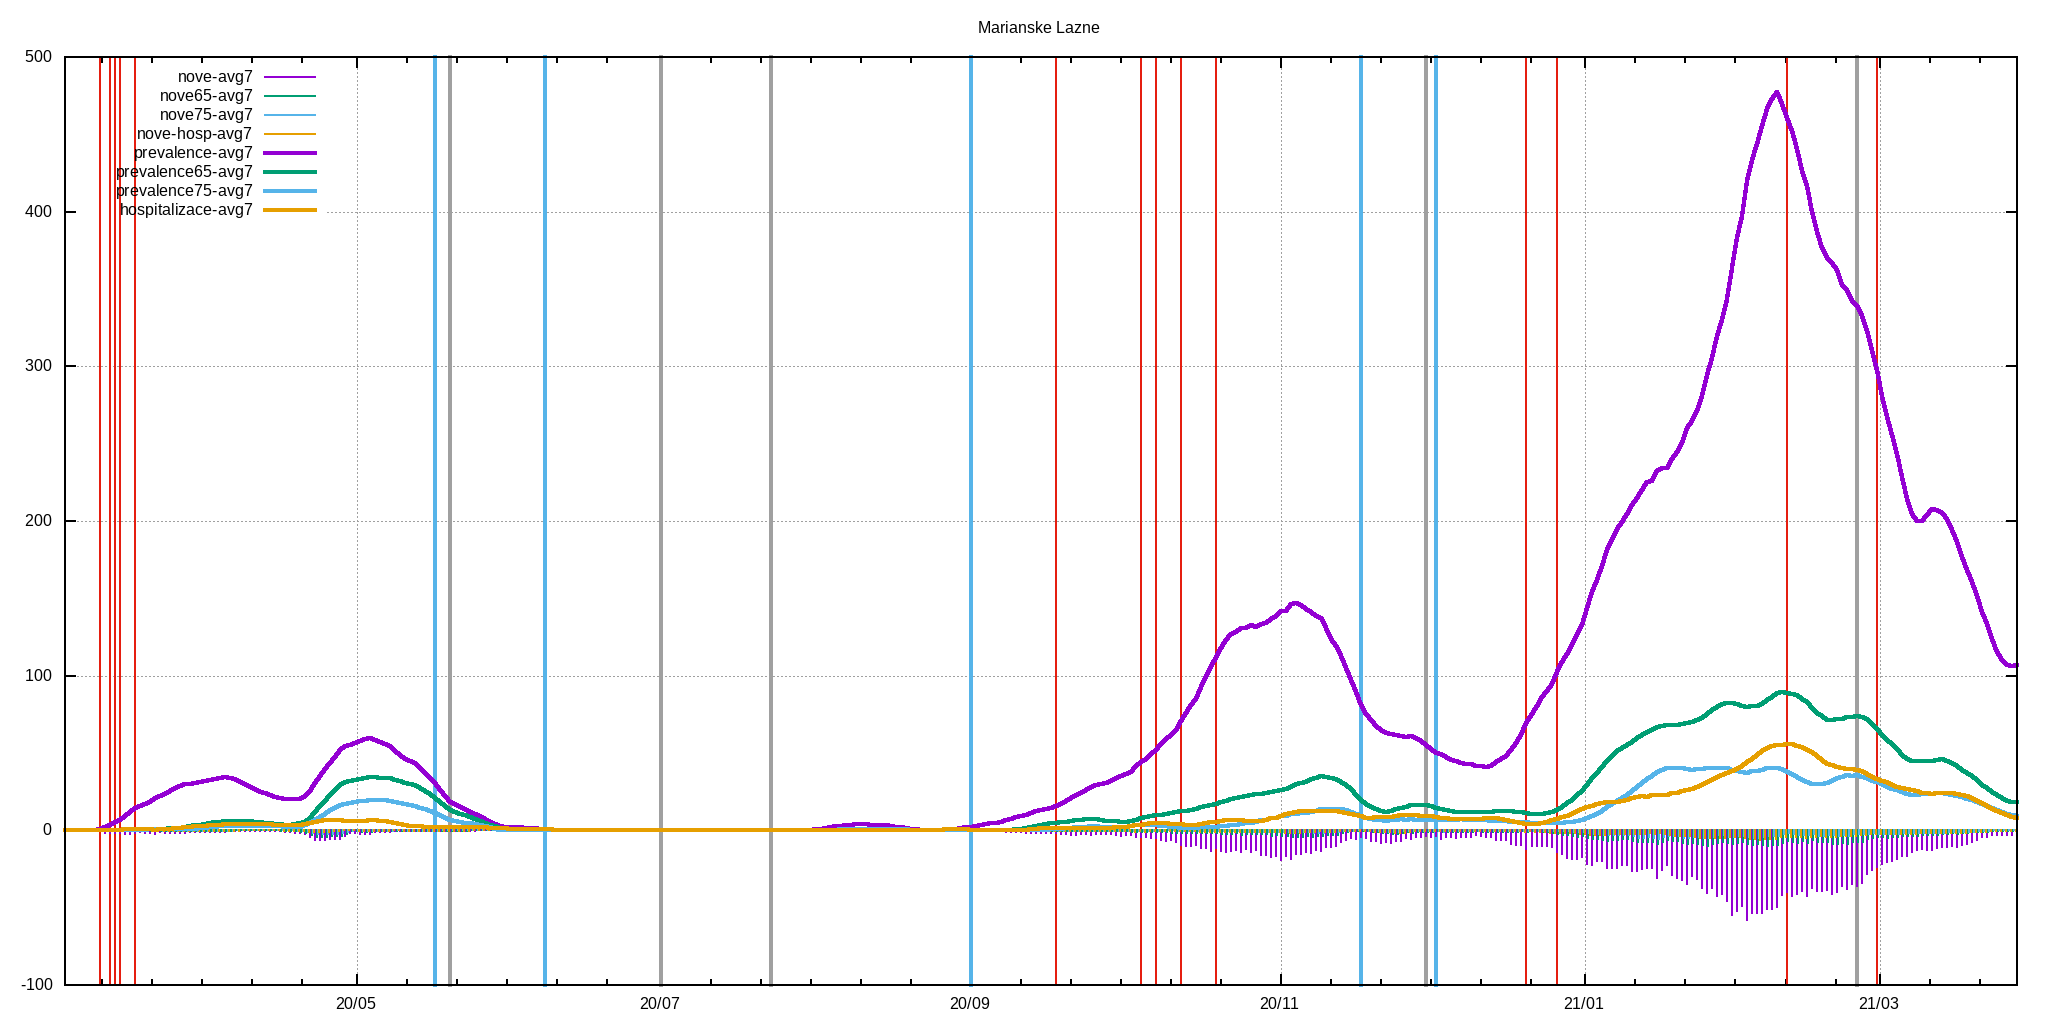 Marianske Lazne
500
400
300
200
100
0
-100
nove-avg7
nove65-avg7
nove75-avg7
nove-hosp-avg7
prevalence-avg7
prevalence65-avg7
prevalence75-avg7
hospitalizace-avg7
20/05
20/07
20/09
20/11
21/01
21/03